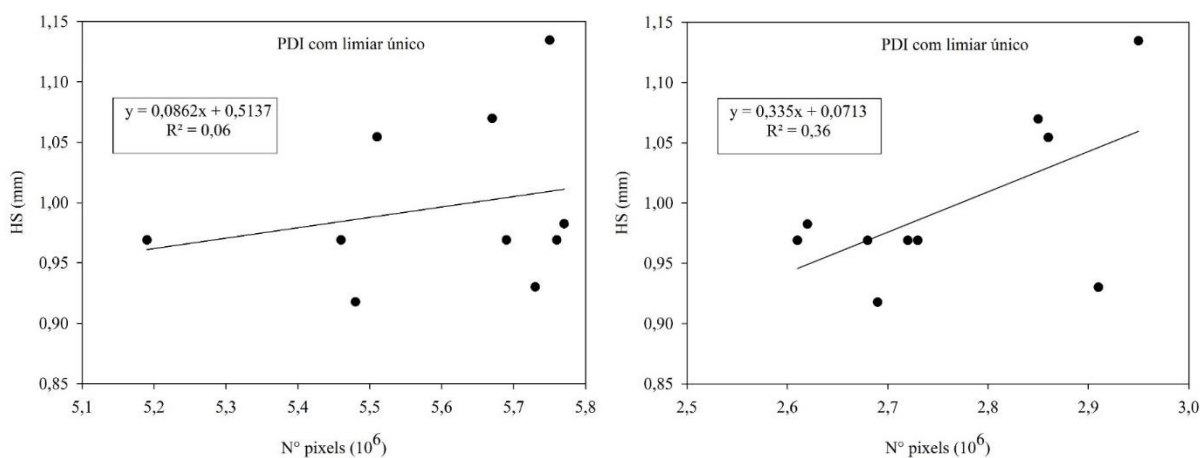 PDI com limiar único
y = 0,0862x + 0,5137
R² = 0,06
HS (mm)
1,15
1,10
1,05
1,00
0,95
0,90
0,85
5,1 5,2 5,3 5,4 5,5 5,6 5,7 5,8
N° pixels (10⁶)
PDI com limiar único
y = 0,335x + 0,0713
R² = 0,36
HS (mm)
1,15
1,10
1,05
1,00
0,95
0,90
0,85
2,5 2,6 2,7 2,8 2,9 3,0
N° pixels (10⁶)